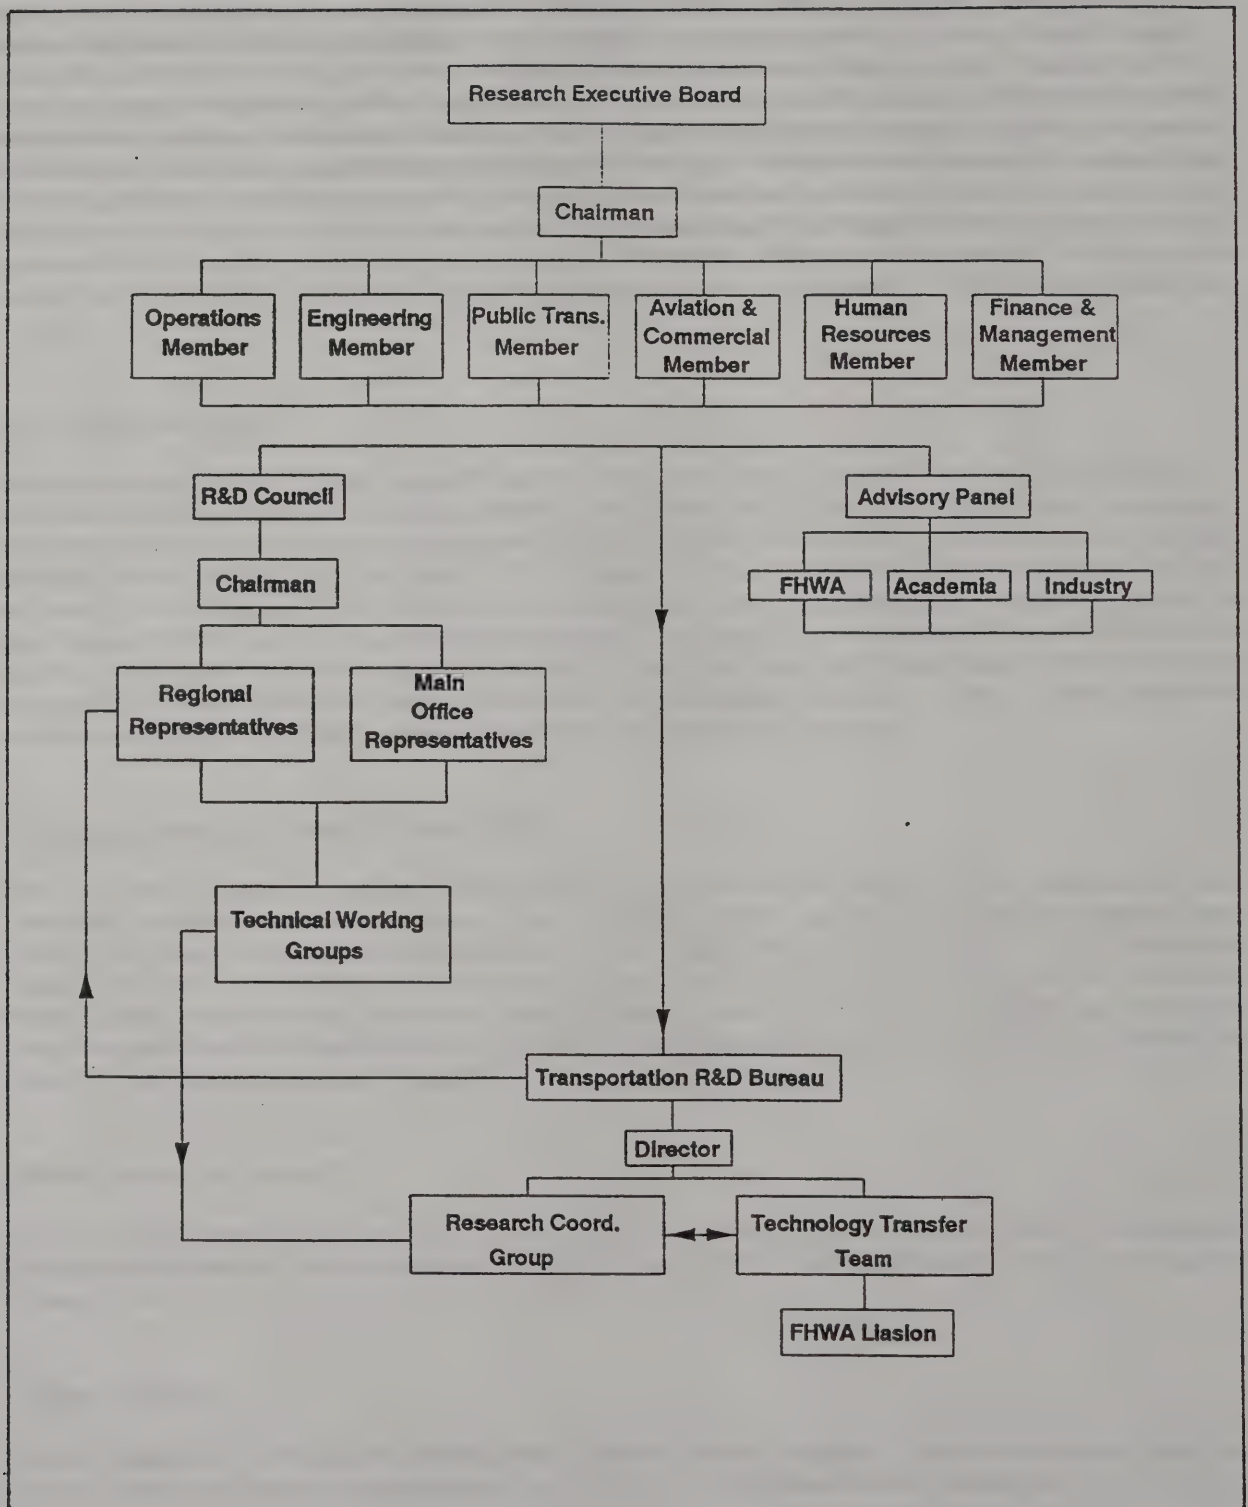 Research Executive Board
Chairman
Operations
Member
Engineering
Member
Public Trans.
Member
Aviation &
Commercial
Member
Human
Resources
Member
Finance &
Management
Member
R&D Council
Chairman
Regional
Representatives
Main
Office
Representatives
Technical Working
Groups
Advisory Panel
FHWA
Academia
Industry
Transportation R&D Bureau
Director
Research Coord.
Group
Technology Transfer
Team
FHWA Liasion